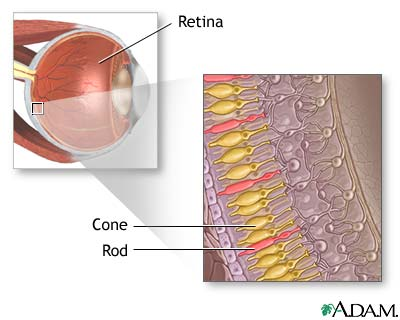 Retina
Cone
Rod
A.D.A.M.